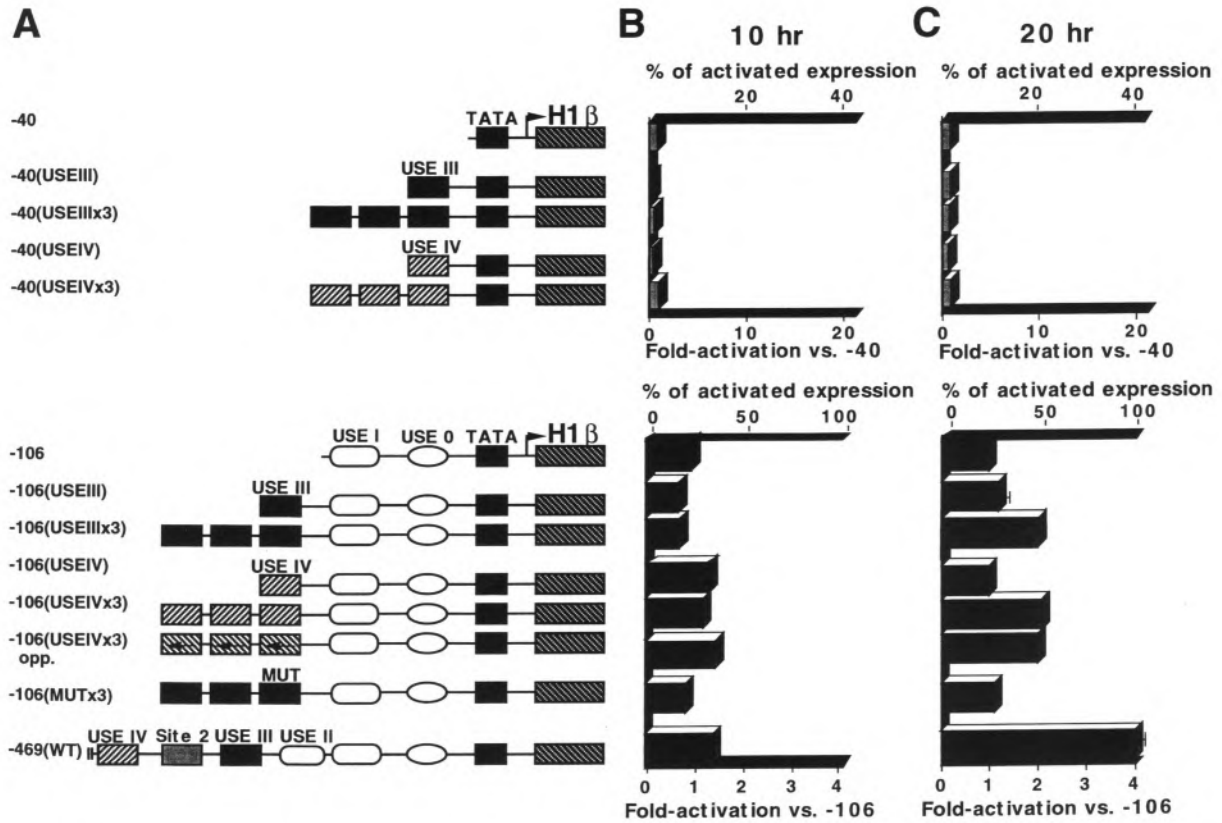 A
B
C
10 hr
20 hr
% of activated expression
20 40
% of activated expression
20 40
-40
TATA H1 β
-40(USEIII)
USE III
-40(USEIIIx3)
-40(USEIV)
USE IV
-40(USEIVx3)
0 10 20
Fold-activation vs. -40
0 10 20
Fold-activation vs. -40
% of activated expression
0 50 100
% of activated expression
0 50 100
-106
USE I USE 0 TATA H1 β
-106(USEIII)
USE III
-106(USEIIIx3)
-106(USEIV)
USE IV
-106(USEIVx3)
-106(USEIVx3)
opp.
MUT
-106(MUTx3)
USE IV Site 2 USE III USE II
-469(WT)
0 1 2 3 4
Fold-activation vs. -106
0 1 2 3 4
Fold-activation vs. -106